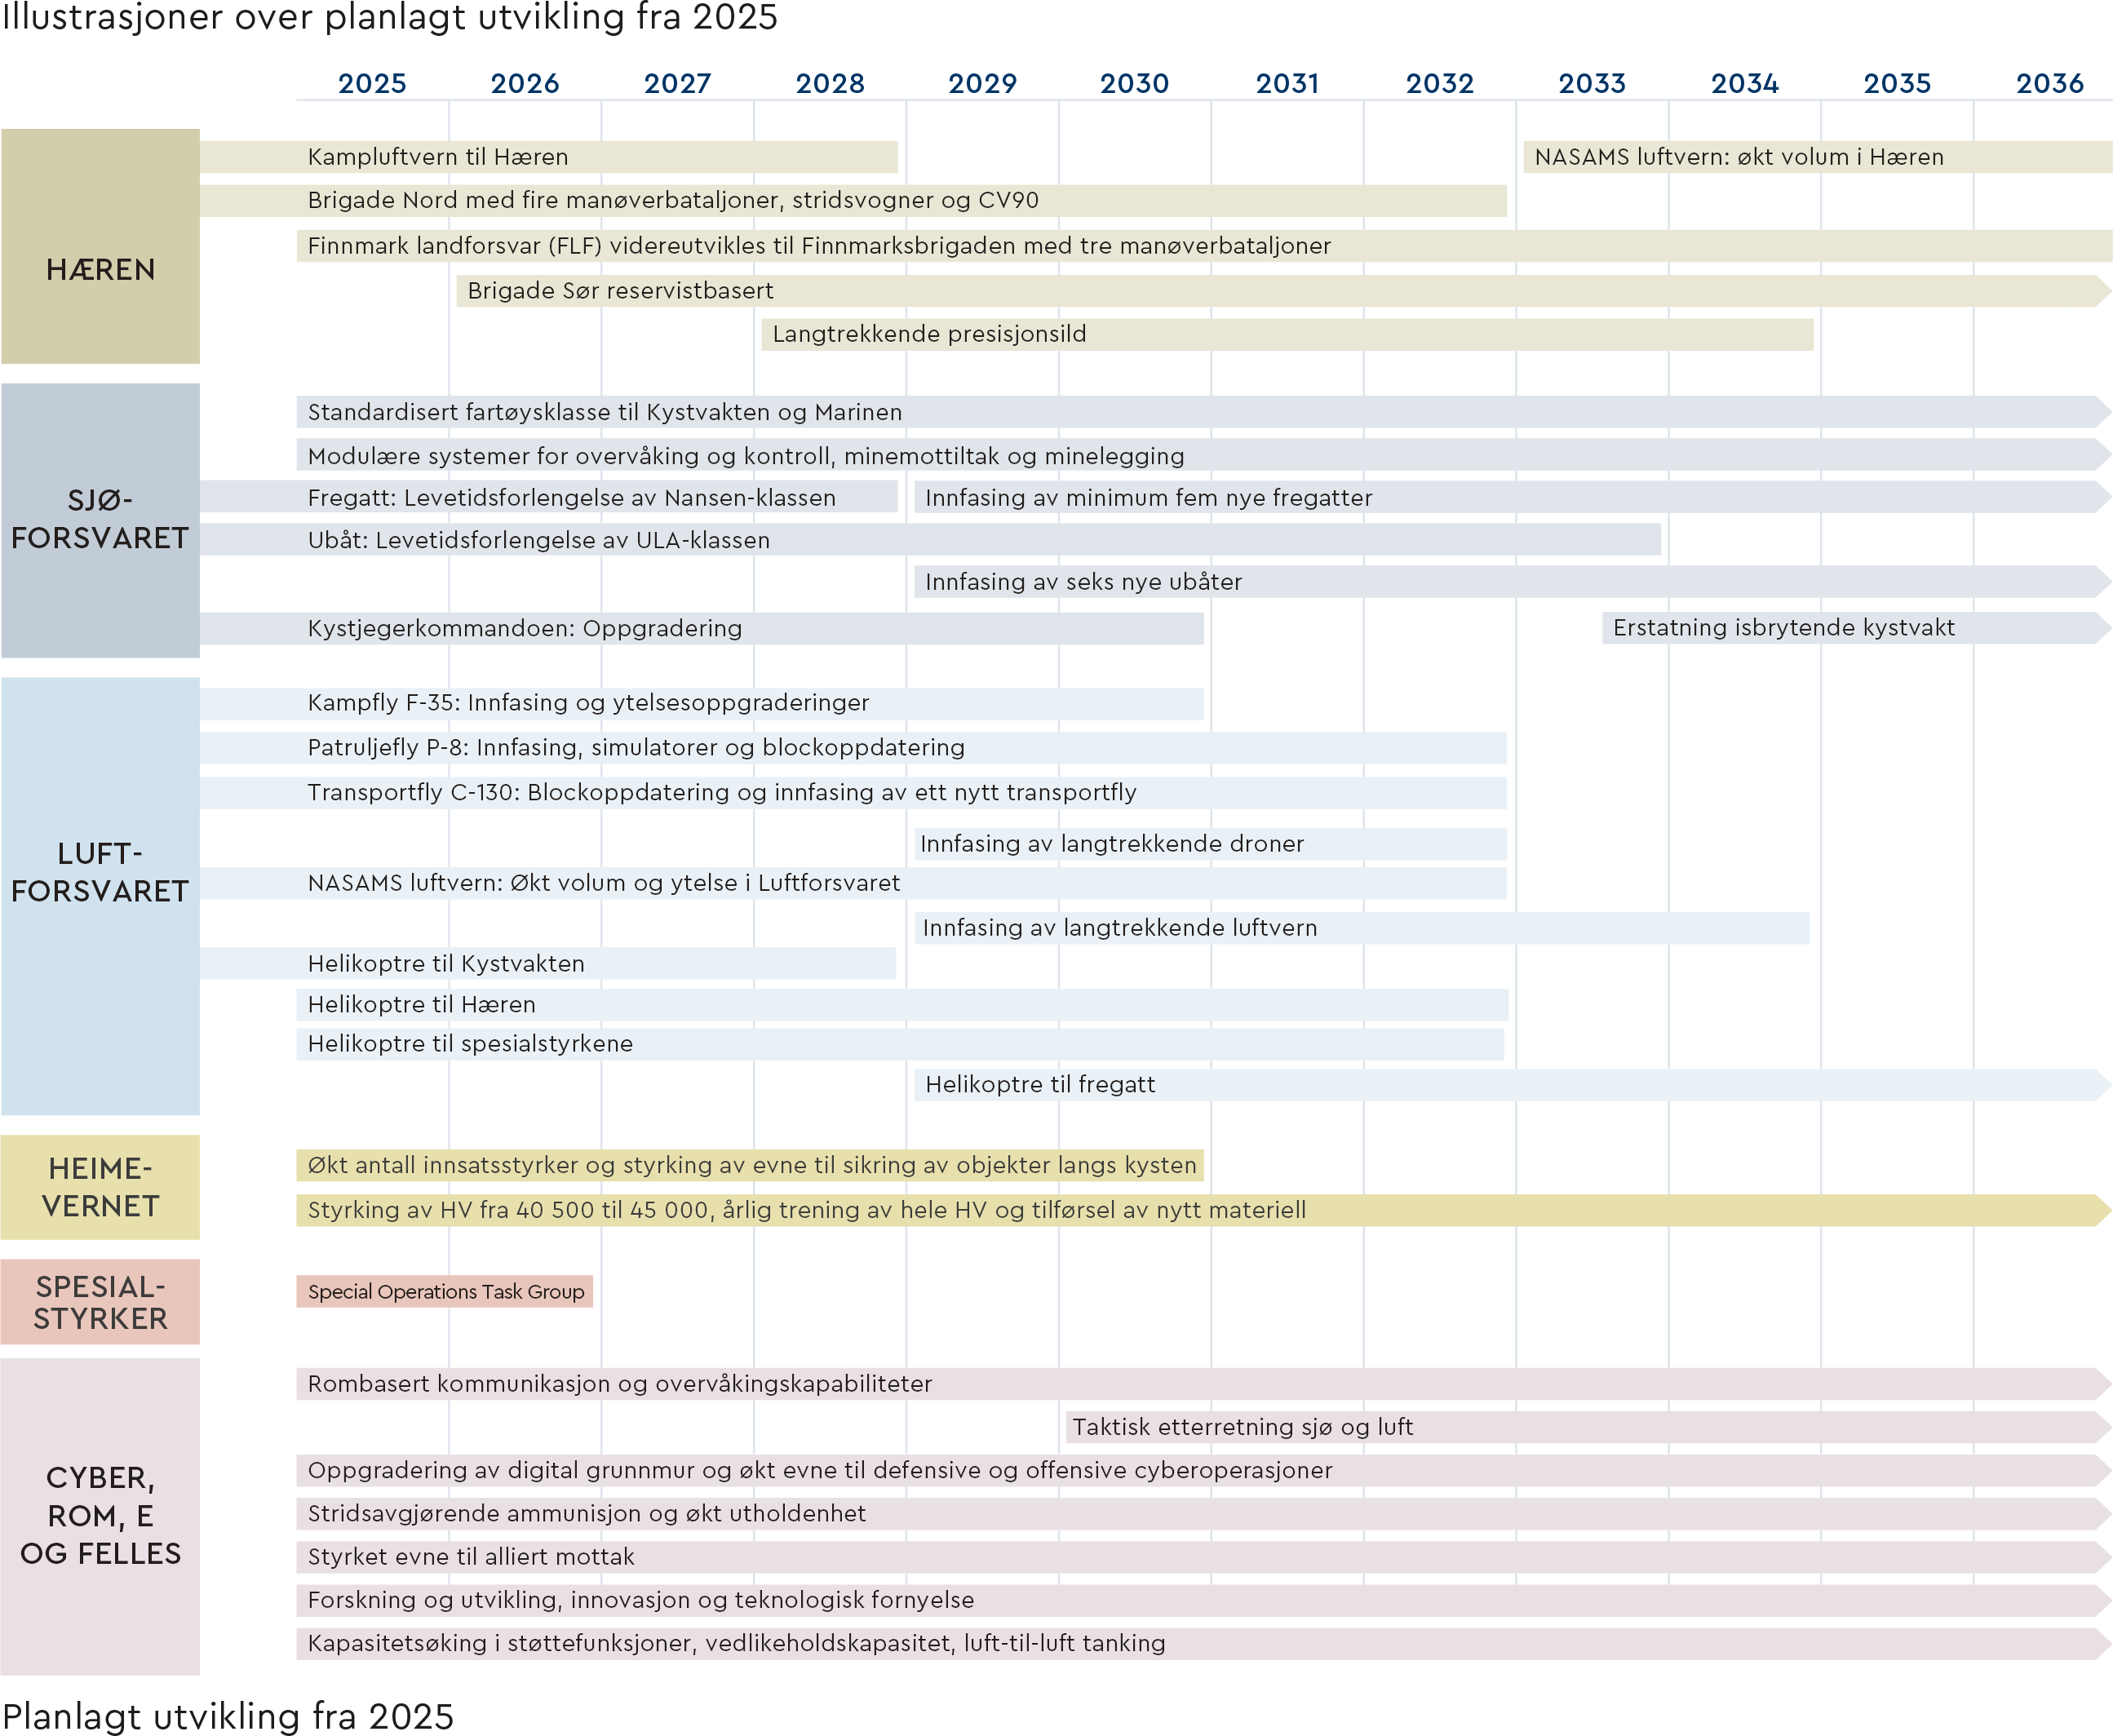 Illustrasjoner over planlagt utvikling fra 2025
2025 2026 2027 2028 2029 2030 2031 2032 2033 2034 2035 2036
HÆREN
Kampluftvern til Hæren
NASAMS luftvern: økt volum i Hæren
Brigade Nord med fire manøverbataljoner, stridsvogner og CV90
Finnmark landforsvar (FLF) videreutvikles til Finnmarksbrigaden med tre manøverbataljoner
Brigade Sør reservistbasert
Langtrekkende presisjonsild
SJØ-
FORSVARET
Standardisert fartøysklasse til Kystvakten og Marinen
Modulære systemer for overvåking og kontroll, minemottiltak og minelegging
Fregatt: Levetidsforlengelse av Nansen-klassen
Innfasing av minimum fem nye fregatter
Ubåt: Levetidsforlengelse av ULA-klassen
Innfasing av seks nye ubåter
Kystjegerkommandoen: Oppgradering
Erstatning isbrytende kystvakt
LUFT-
FORSVARET
Kampfly F-35: Innfasing og ytelsesoppgraderinger
Patruljefly P-8: Innfasing, simulatorer og blockoppdatering
Transportfly C-130: Blockoppdatering og innfasing av ett nytt transportfly
Innfasing av langtrekkende droner
NASAMS luftvern: Økt volum og ytelse i Luftforsvaret
Innfasing av langtrekkende luftvern
Helikoptre til Kystvakten
Helikoptre til Hæren
Helikoptre til spesialstyrkene
Helikoptre til fregatt
HEIME-
VERNET
Økt antall innsatsstyrker og styrking av evne til sikring av objekter langs kysten
Styrking av HV fra 40 500 til 45 000, årlig trening av hele HV og tilførsel av nytt materiell
SPESIAL-
STYRKER
Special Operations Task Group
CYBER,
ROM, E
OG FELLES
Rombasert kommunikasjon og overvåkingskapabiliteter
Taktisk etterretning sjø og luft
Oppgradering av digital grunnmur og økt evne til defensive og offensive cyberoperasjoner
Stridsavgjørende ammunisjon og økt utholdenhet
Styrket evne til alliert mottak
Forskning og utvikling, innovasjon og teknologisk fornyelse
Kapasitetsøking i støttefunksjoner, vedlikeholdskapasitet, luft-til-luft tanking
Planlagt utvikling fra 2025